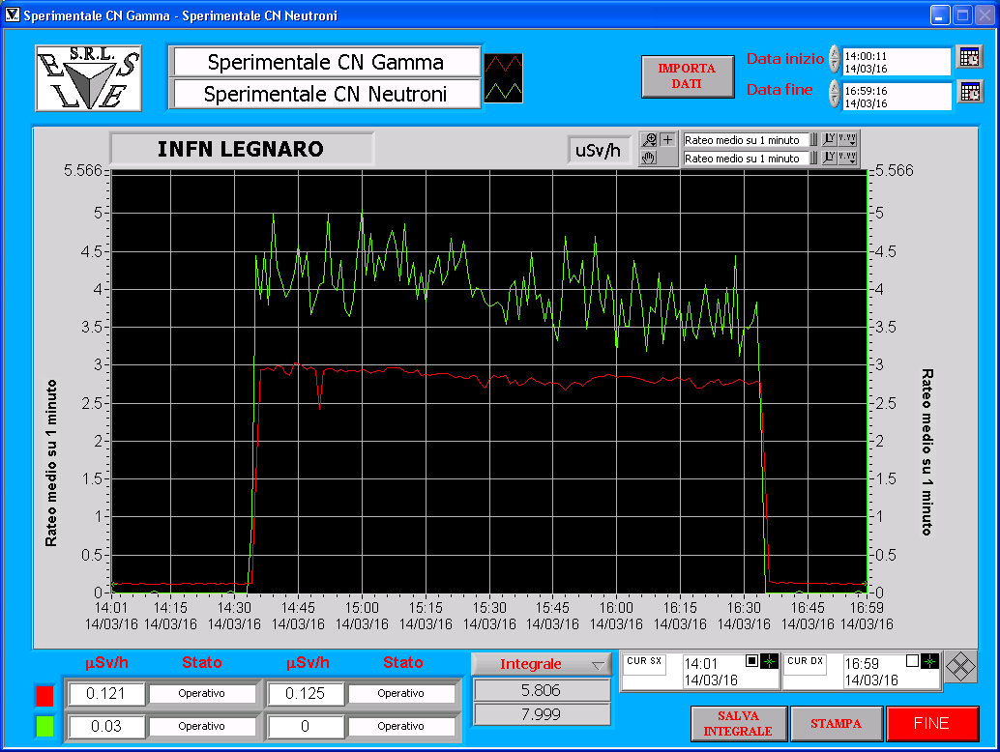 Sperimentale CN Gamma - Sperimentale CN Neutroni
S.R.L.
ELSE
Sperimentale CN Gamma
Sperimentale CN Neutroni
IMPORTA
DATI
Data inizio
14:00:11
14/03/16
Data fine
16:59:16
14/03/16
INFN LEGNARO
uSv/h
Rateo medio su 1 minuto
Rateo medio su 1 minuto
5.566
5
4.5
4
3.5
3
2.5
2
1.5
1
0.5
0
Rateo medio su 1 minuto
5.566
5
4.5
4
3.5
3
2.5
2
1.5
1
0.5
0
Rateo medio su 1 minuto
14:01 14:15 14:30 14:45 15:00 15:15 15:30 15:45 16:00 16:15 16:30 16:45 16:59
14/03/16 14/03/16 14/03/16 14/03/16 14/03/16 14/03/16 14/03/16 14/03/16 14/03/16 14/03/16 14/03/16 14/03/16 14/03/16
µSv/h Stato µSv/h Stato
0.121 Operativo 0.125 Operativo
0.03 Operativo 0 Operativo
Integrale
5.806
7.999
CUR SX
14:01
14/03/16
CUR DX
16:59
14/03/16
SALVA
INTEGRALE
STAMPA
FINE